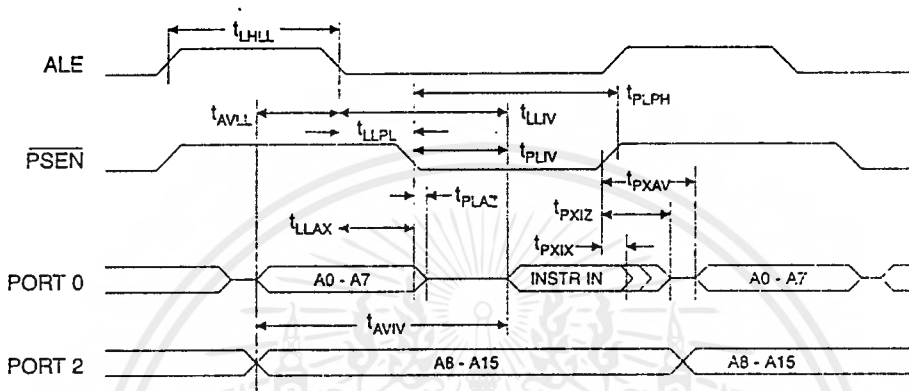 tLHLL
ALE
tPLPH
tAVLL
tLLIV
tLLPL
PSEN
tPLIV
tPXAV
tPLAZ
tPXIZ
tLLAX
tPXIX
PORT 0
A0 - A7
INSTR IN
A0 - A7
tAVIV
PORT 2
A8 - A15
A8 - A15